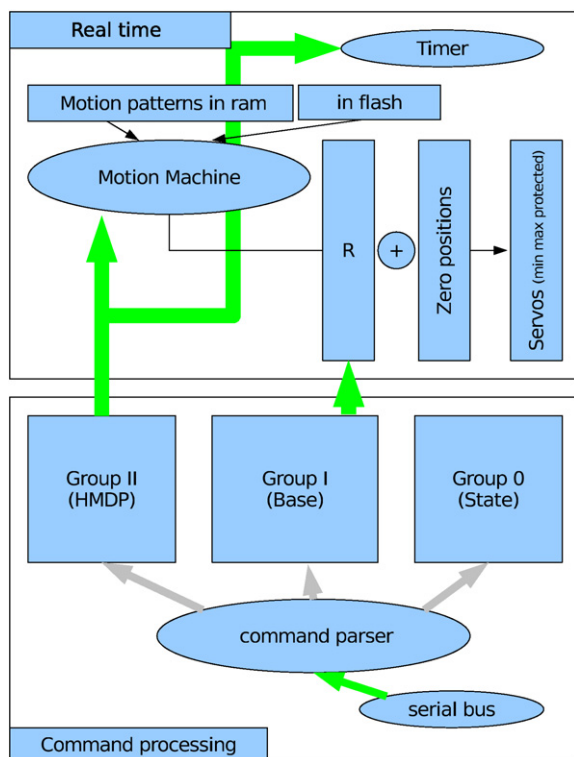 Real time
Timer
Motion patterns in ram
in flash
Motion Machine
R
+
Zero positions
Servos (min max protected)
Group II
(HMDP)
Group I
(Base)
Group 0
(State)
command parser
serial bus
Command processing